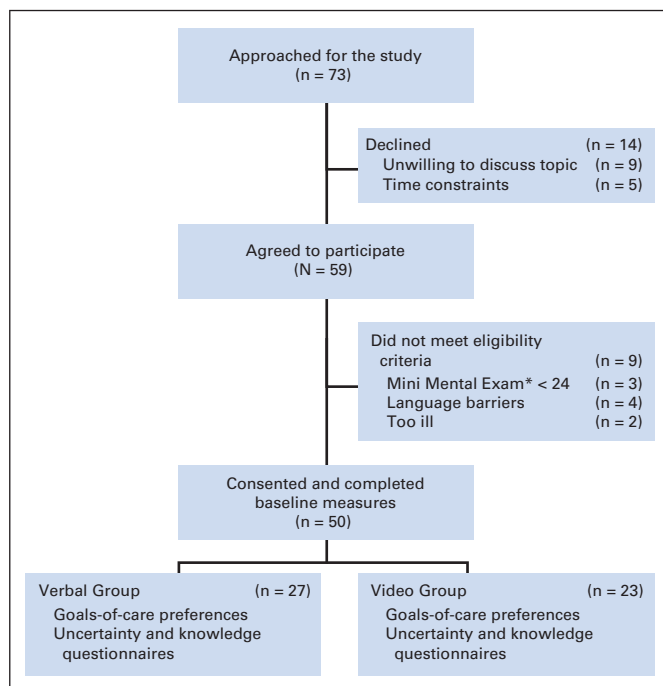 Approached for the study
(n = 73)
Declined (n = 14)
Unwilling to discuss topic (n = 9)
Time constraints (n = 5)
Agreed to participate
(N = 59)
Did not meet eligibility
criteria (n = 9)
Mini Mental Exam* < 24 (n = 3)
Language barriers (n = 4)
Too ill (n = 2)
Consented and completed
baseline measures
(n = 50)
Verbal Group (n = 27)
Goals-of-care preferences
Uncertainty and knowledge
questionnaires
Video Group (n = 23)
Goals-of-care preferences
Uncertainty and knowledge
questionnaires